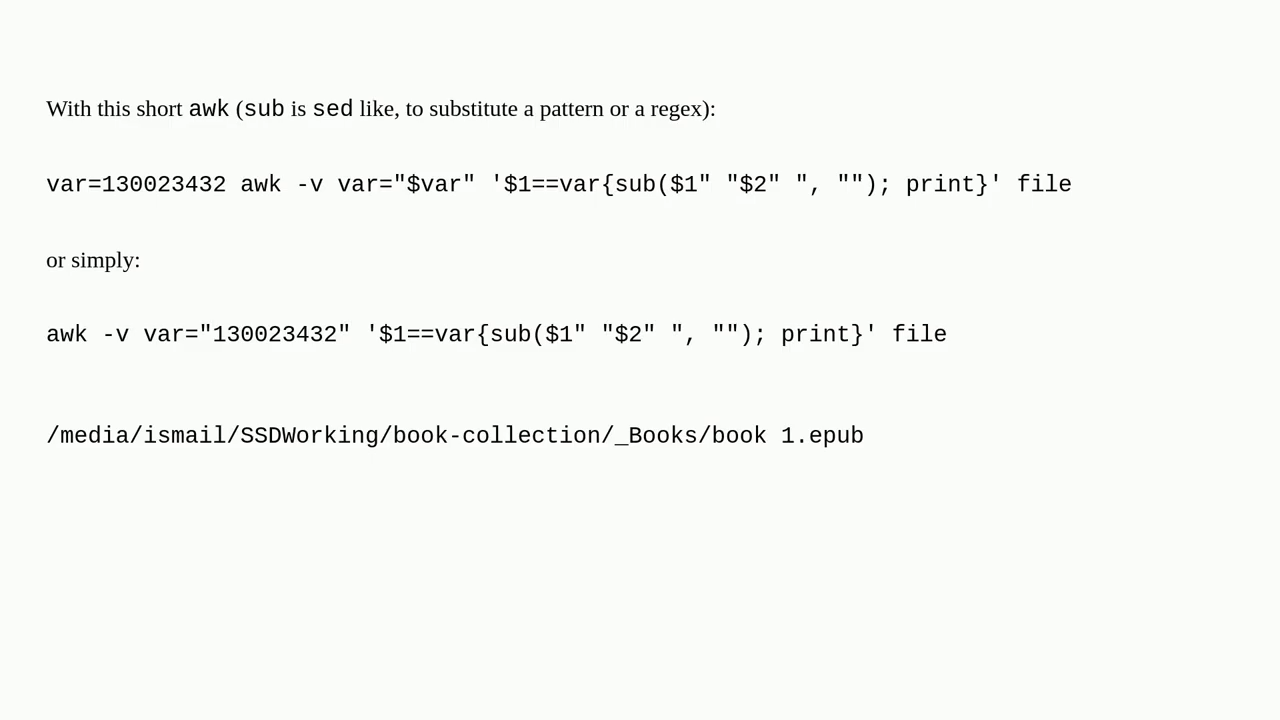 With this short awk (sub is sed like, to substitute a pattern or a regex):
var=130023432 awk -v var="$var" '$1==var{sub($1" "$2" ", ""); print}' file
or simply:
awk -v var="130023432" '$1==var{sub($1" "$2" ", ""); print}' file
/media/ismail/SSDWorking/book-collection/_Books/book 1.epub